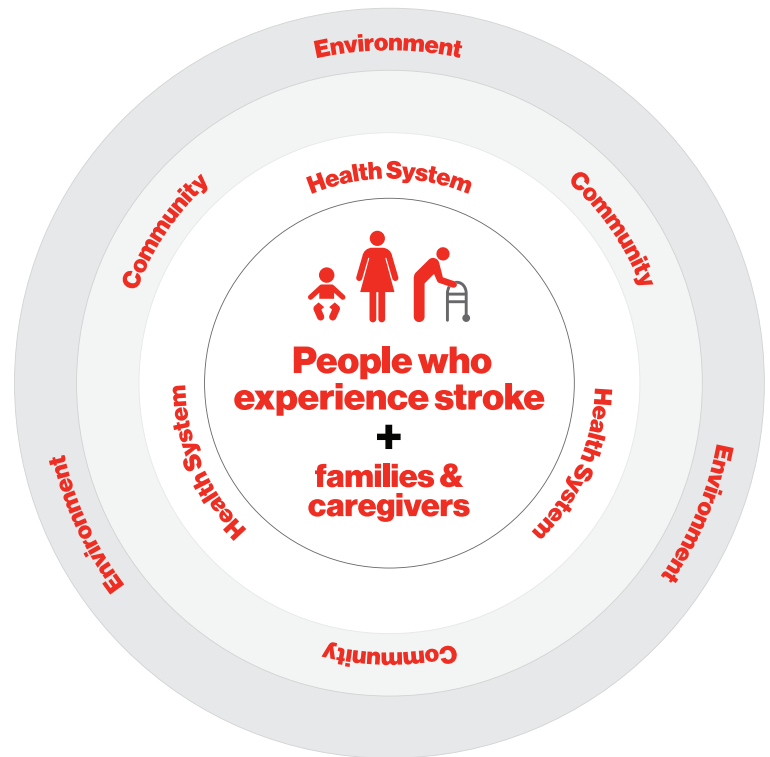 Environment
Community
Community
Health System
People who
experience stroke
+
families &
caregivers
Health System
Health System
Environment
Environment
Community